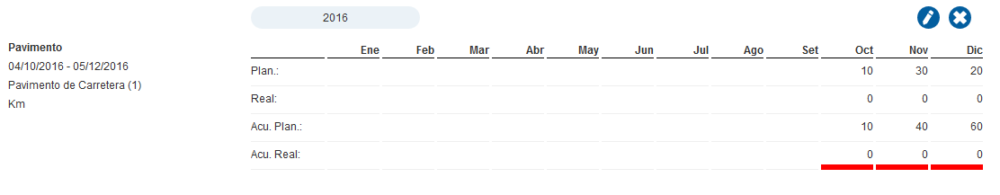 2016
Pavimento
04/10/2016 - 05/12/2016
Pavimento de Carretera (1)
Km
Ene Feb Mar Abr May Jun Jul Ago Set Oct Nov Dic
Plan.: 10 30 20
Real: 0 0 0
Acu. Plan.: 10 40 60
Acu. Real: 0 0 0